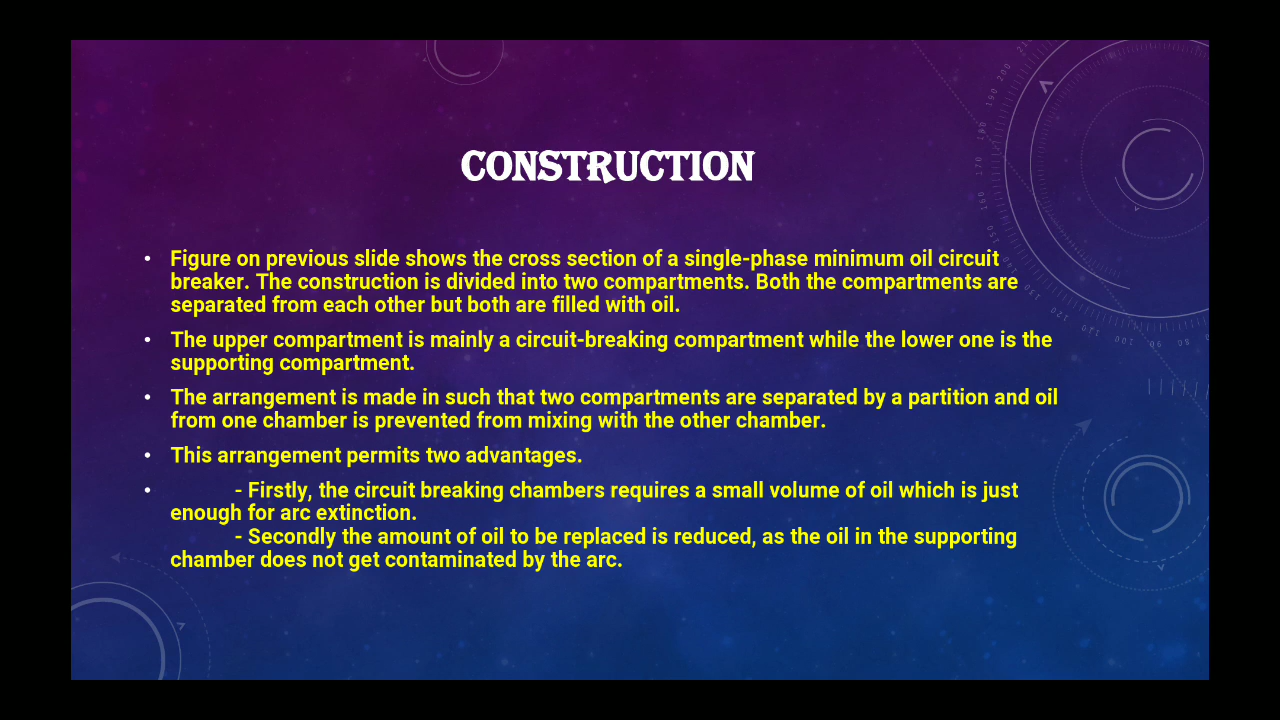 CONSTRUCTION
• Figure on previous slide shows the cross section of a single-phase minimum oil circuit
breaker. The construction is divided into two compartments. Both the compartments are
separated from each other but both are filled with oil.
• The upper compartment is mainly a circuit-breaking compartment while the lower one is the
supporting compartment.
• The arrangement is made in such that two compartments are separated by a partition and oil
from one chamber is prevented from mixing with the other chamber.
• This arrangement permits two advantages.
• - Firstly, the circuit breaking chambers requires a small volume of oil which is just
enough for arc extinction.
- Secondly the amount of oil to be replaced is reduced, as the oil in the supporting
chamber does not get contaminated by the arc.